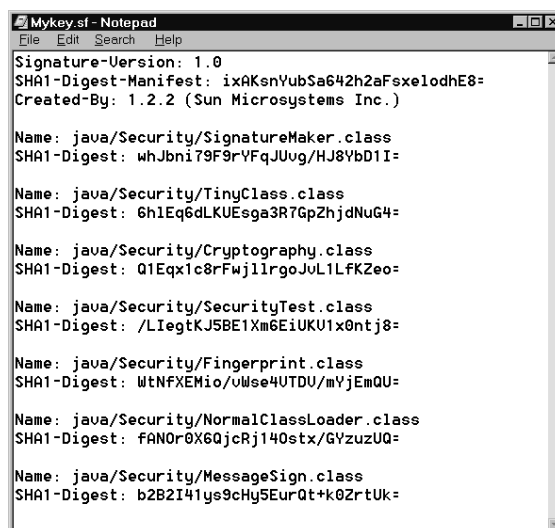 Mykey.sf - Notepad
File Edit Search Help
Signature-Version: 1.0
SHA1-Digest-Manifest: ixAKsnYubSa642h2aFsxelodhE8=
Created-By: 1.2.2 (Sun Microsystems Inc.)
Name: java/Security/SignatureMaker.class
SHA1-Digest: whJbni79F9rYFqJUvg/HJ8YbD1I=
Name: java/Security/TinyClass.class
SHA1-Digest: 6hlEq6dLKUEsga3R7GpZhjdNuG4=
Name: java/Security/Cryptography.class
SHA1-Digest: Q1Eqx1c8rFwjllrgoJvL1LfKZeo=
Name: java/Security/SecurityTest.class
SHA1-Digest: /LIegtKJ5BE1Xm6EiUKV1x0ntj8=
Name: java/Security/Fingerprint.class
SHA1-Digest: WtNfXEMio/vWse4VTDV/mYjEmQU=
Name: java/Security/NormalClassLoader.class
SHA1-Digest: fANOr0X6QjcRj14Ostx/GYzuzUQ=
Name: java/Security/MessageSign.class
SHA1-Digest: b2B2I41ys9cHy5EurQt+k0ZrtUk=